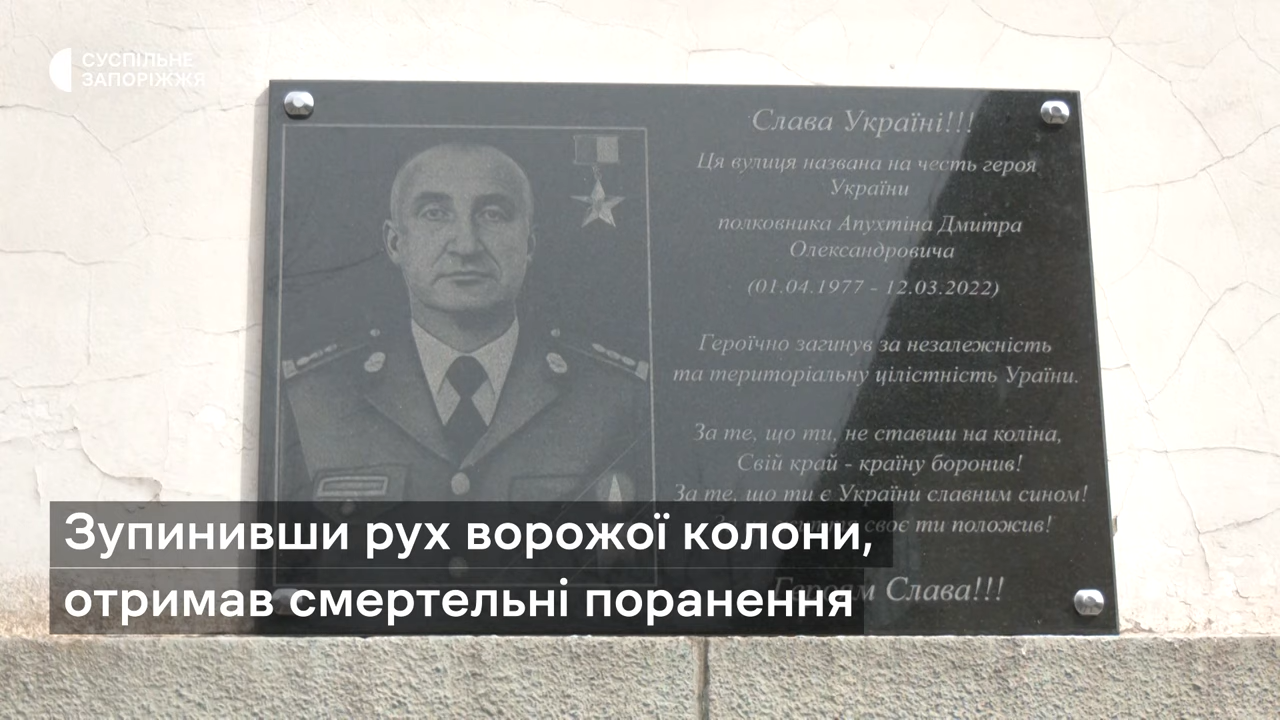 СУСПІЛЬНЕ
ЗАПОРІЖЖЯ
Слава Україні!!!
Ця вулиця названа на честь героя
України
полковника Апухтіна Дмитра
Олександровича
(01.04.1977 - 12.03.2022)
Героїчно загинув за незалежність
та територіальну цілістність Ураїни.
За те, що ти, не ставши на коліна,
Свій край - країну боронив!
За те, що ти є України славним сином!
своє ти положив!
Героям Слава!!!
Зупинивши рух ворожої колони,
отримав смертельні поранення